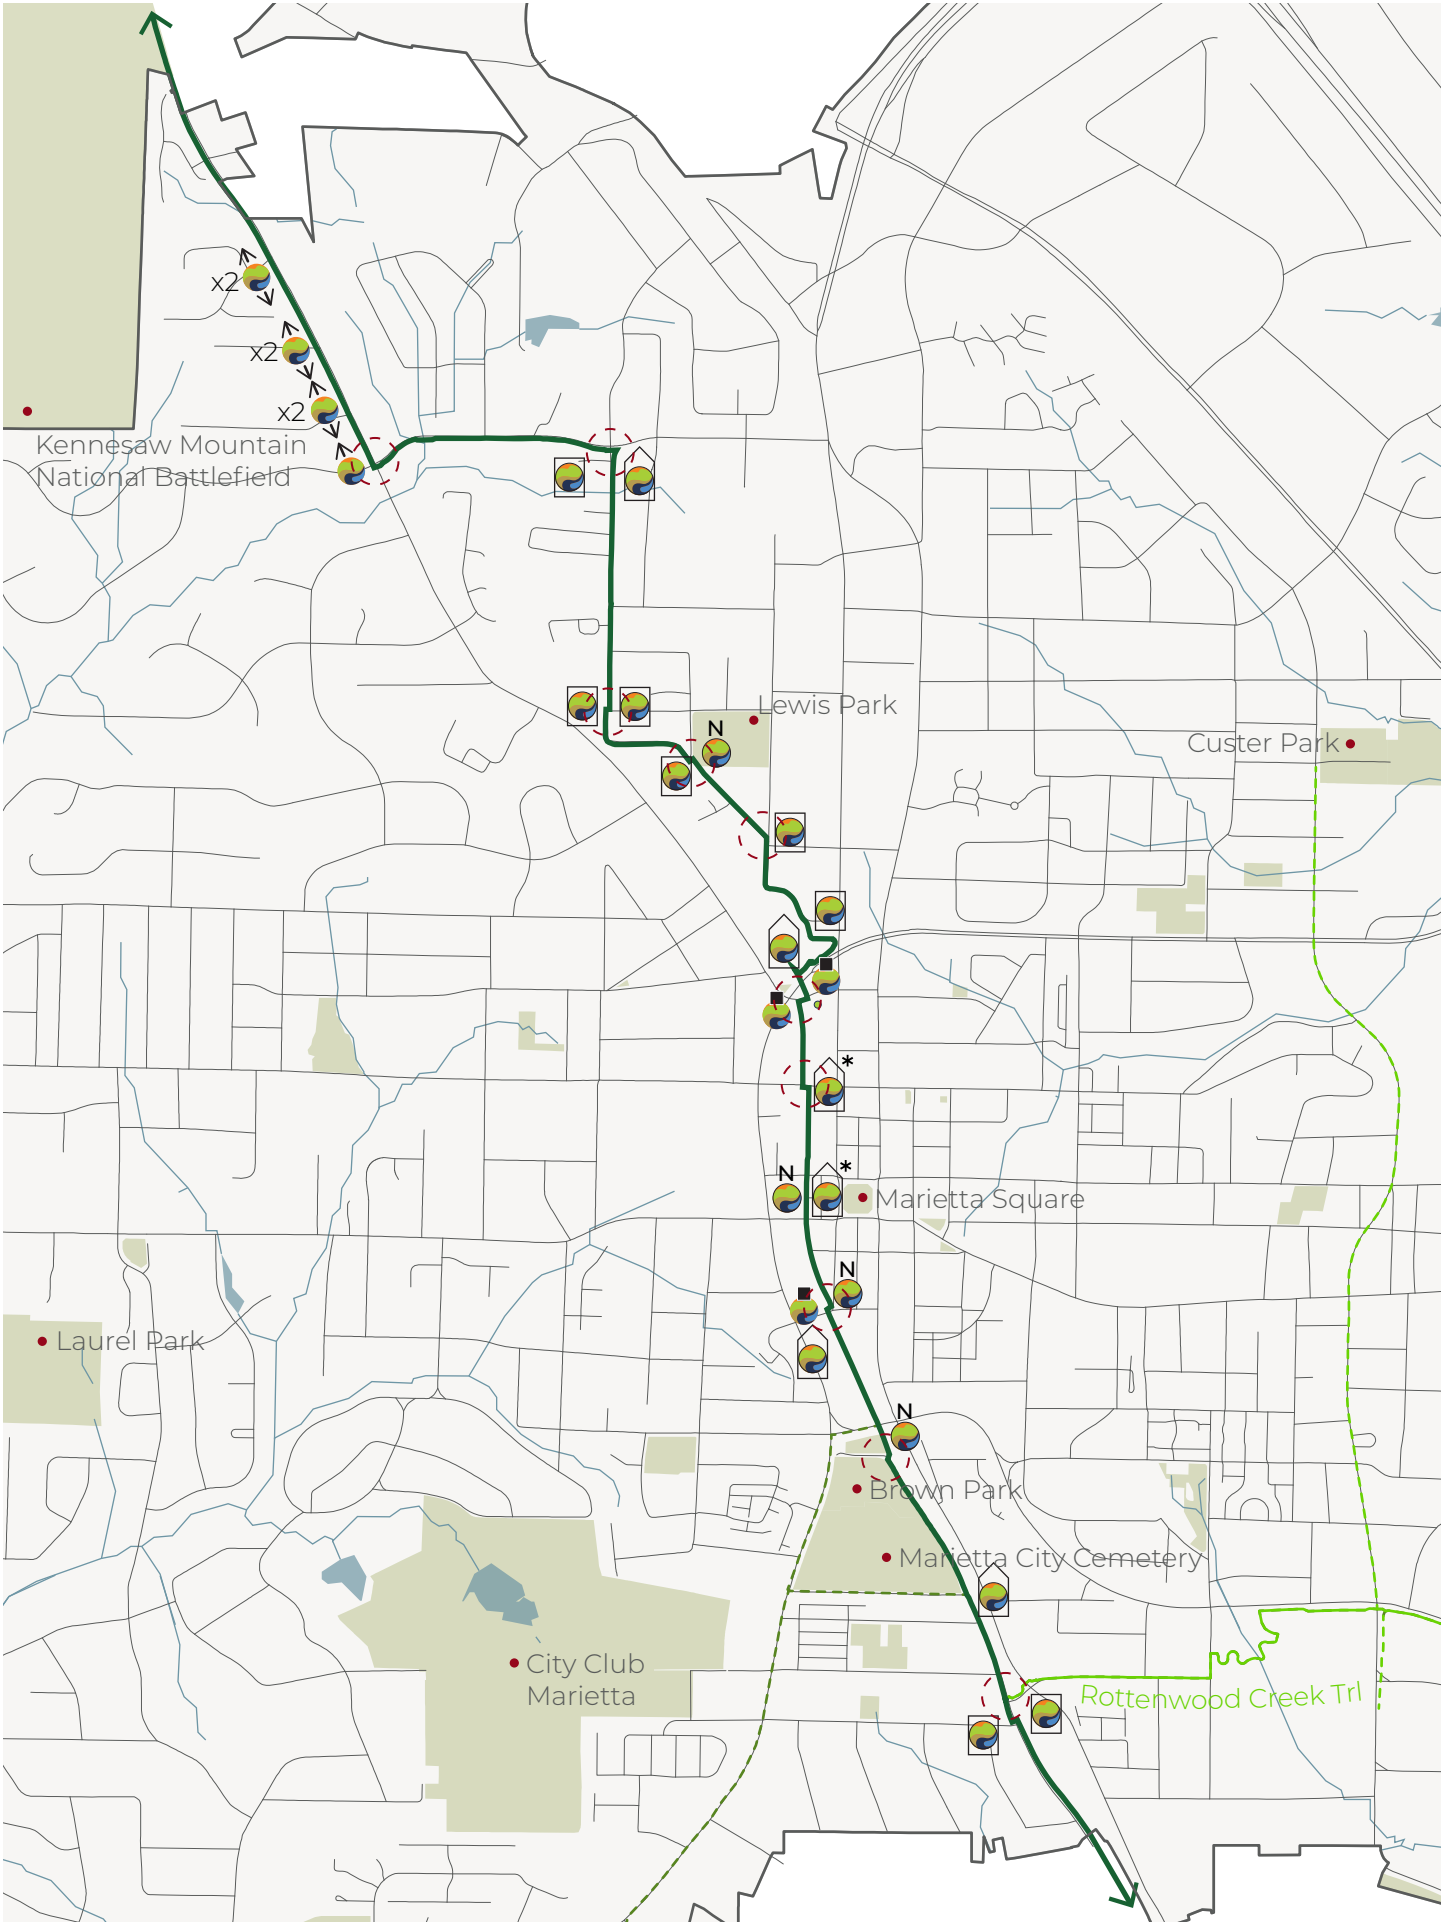 x2
x2
x2
Kennesaw Mountain
National Battlefield
Lewis Park
N
Custer Park
*
N
*
Marietta Square
N
Laurel Park
N
Brown Park
Marietta City Cemetery
City Club
Marietta
Rottenwood Creek Trl